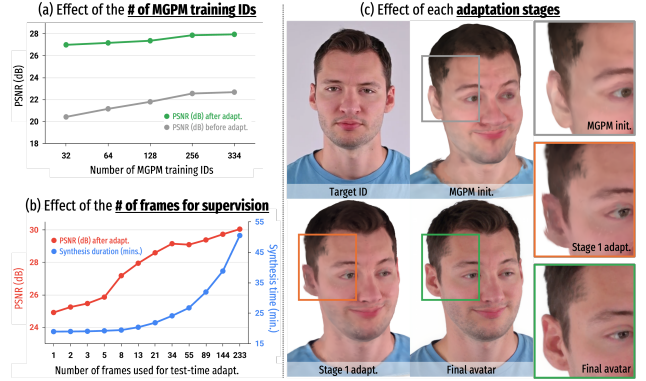 (a) Effect of the # of MGPM training IDs
PSNR (dB)
28
26
24
22
20
18
PSNR (dB) after adapt.
PSNR (dB) before adapt.
32 64 128 256 334
Number of MGPM training IDs
(b) Effect of the # of frames for supervision
PSNR (dB)
30
28
26
24
PSNR (dB) after adapt.
Synthesis duration (mins.)
55
45
35
25
15
Synthesis time (min.)
1 2 3 5 8 13 21 34 55 89 144 233
Number of frames used for test-time adapt.
(c) Effect of each adaptation stages
Target ID
MGPM init.
MGPM init.
Stage 1 adapt.
Stage 1 adapt.
Final avatar
Final avatar